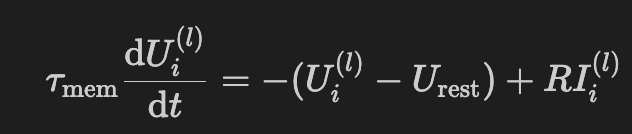 τ_mem dU_i^(l)/dt = −(U_i^(l) − U_rest) + RI_i^(l)